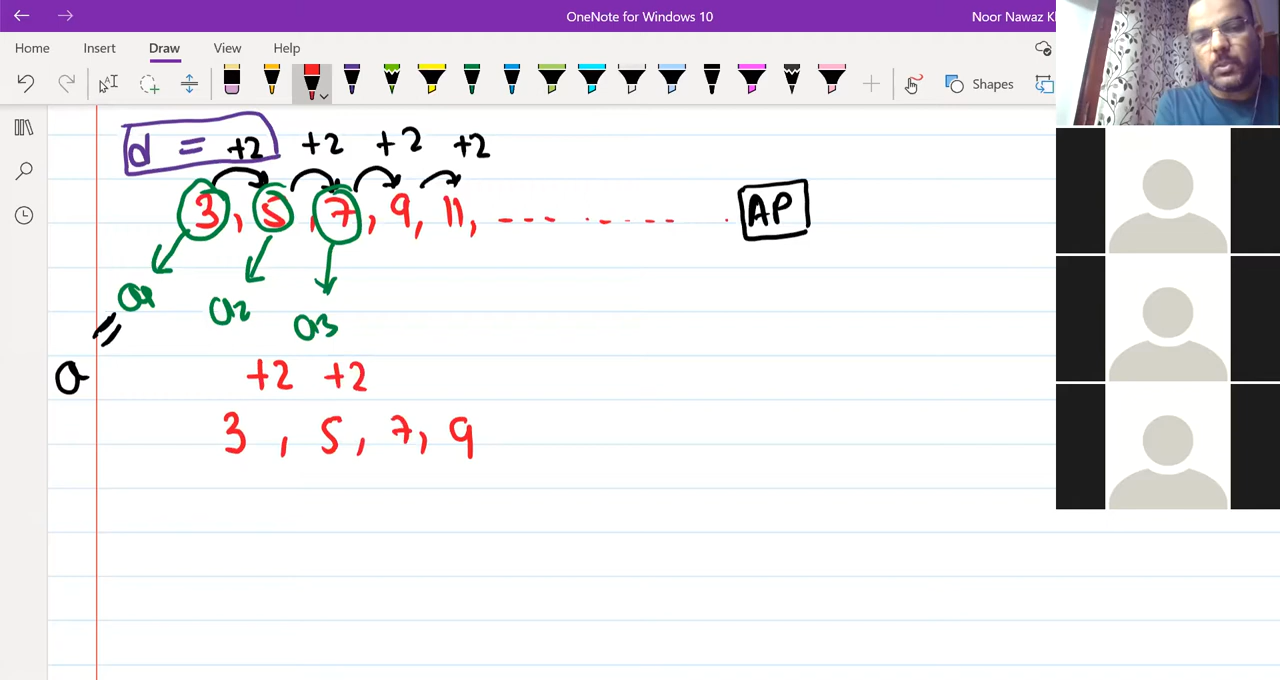 OneNote for Windows 10
Noor Nawaz
Home Insert Draw View Help
Shapes
d = +2 +2 +2 +2
3, 5, 7, 9, 11, AP
a1 a2 a3
=
a
+2 +2
3, 5, 7, 9